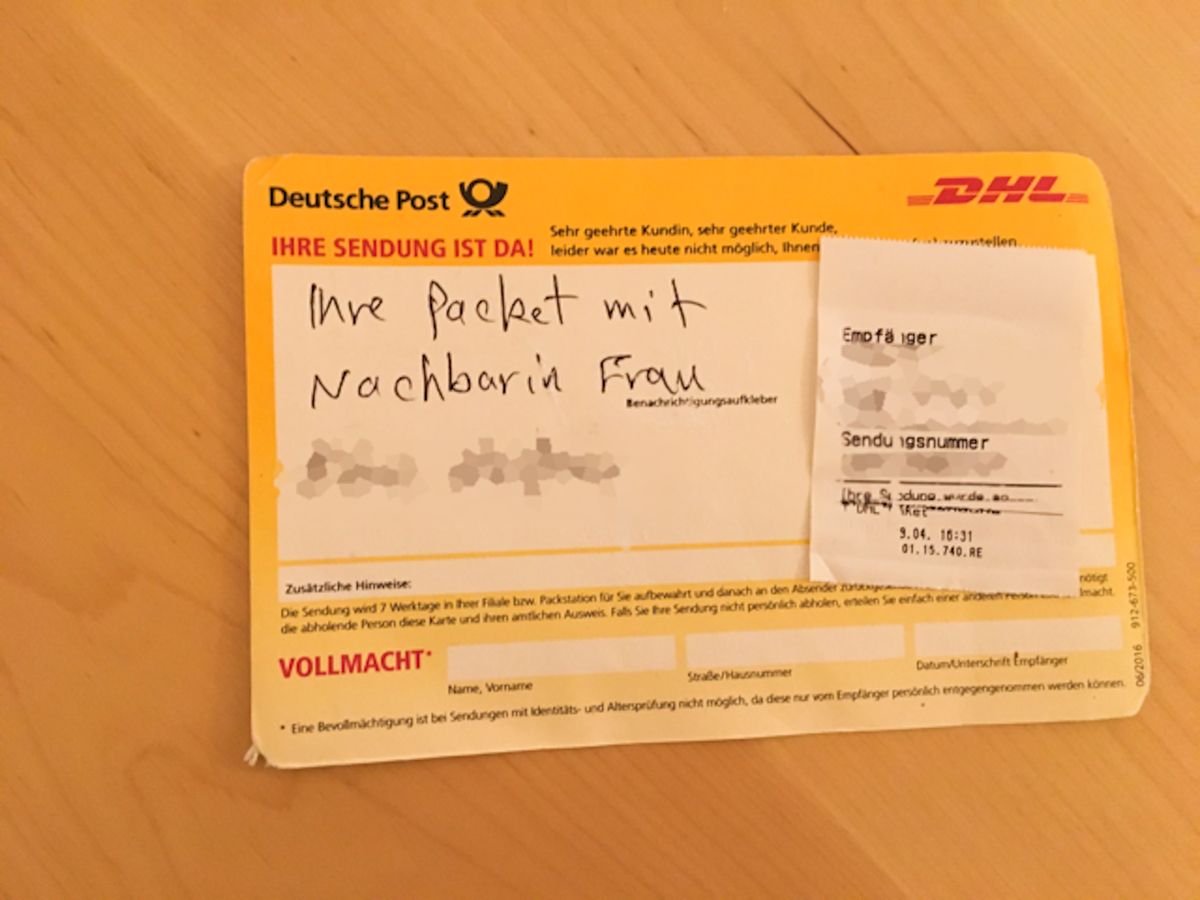 Deutsche Post
DHL
IHRE SENDUNG IST DA!
Sehr geehrte Kundin, sehr geehrter Kunde,
leider war es heute nicht möglich, Ihnen
Ihre Packet mit
Nachbarin Frau
Benachrichtigungsaufkleber
Empfänger
Sendungsnummer
Ihre Sendung wurde an
9.04. 16:31
01.15.740.RE
Zusätzliche Hinweise:
Die Sendung wird 7 Werktage in Ihrer Filiale bzw. Packstation für Sie aufbewahrt und danach an den Absender
die abholende Person diese Karte und ihren amtlichen Ausweis. Falls Sie Ihre Sendung nicht persönlich abholen, erteilen Sie einfach einer anderen Person
VOLLMACHT*
Name, Vorname
Straße/Hausnummer
Datum/Unterschrift Empfänger
* Eine Bevollmächtigung ist bei Sendungen mit Identitäts- und Altersprüfung nicht möglich, da diese nur vom Empfänger persönlich entgegengenommen werden können.
06/2016 912-673-500